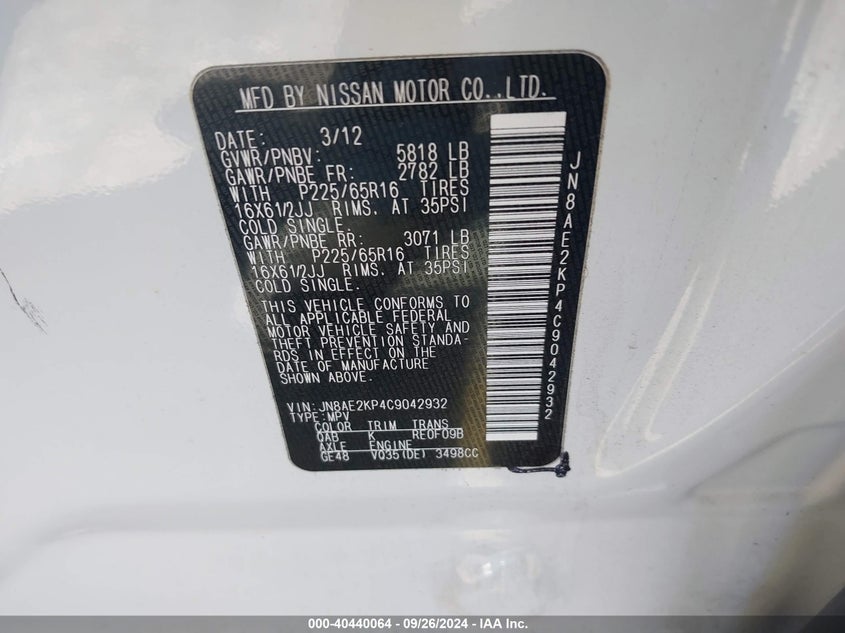 MFD BY NISSAN MOTOR CO.,LTD.
DATE: 3/12
GVWR/PNBV: 5818 LB
GAWR/PNBE FR: 2782 LB
WITH P225/65R16 TIRES
16X61/2JJ RIMS. AT 35PSI
COLD SINGLE.
GAWR/PNBE RR: 3071 LB
WITH P225/65R16 TIRES
16X61/2JJ RIMS. AT 35PSI
COLD SINGLE.
THIS VEHICLE CONFORMS TO
ALL APPLICABLE FEDERAL
MOTOR VEHICLE SAFETY AND
THEFT PREVENTION STANDA-
RDS IN EFFECT ON THE
DATE OF MANUFACTURE
SHOWN ABOVE.
VIN:JN8AE2KP4C9042932
TYPE:MPV
COLOR TRIM TRANS
QAB K RE0F09B
AXLE ENGINE
GE48 VQ35(DE) 3498CC
JN8AE2KP4C9042932
000-40440064 - 09/26/2024 - IAA Inc.